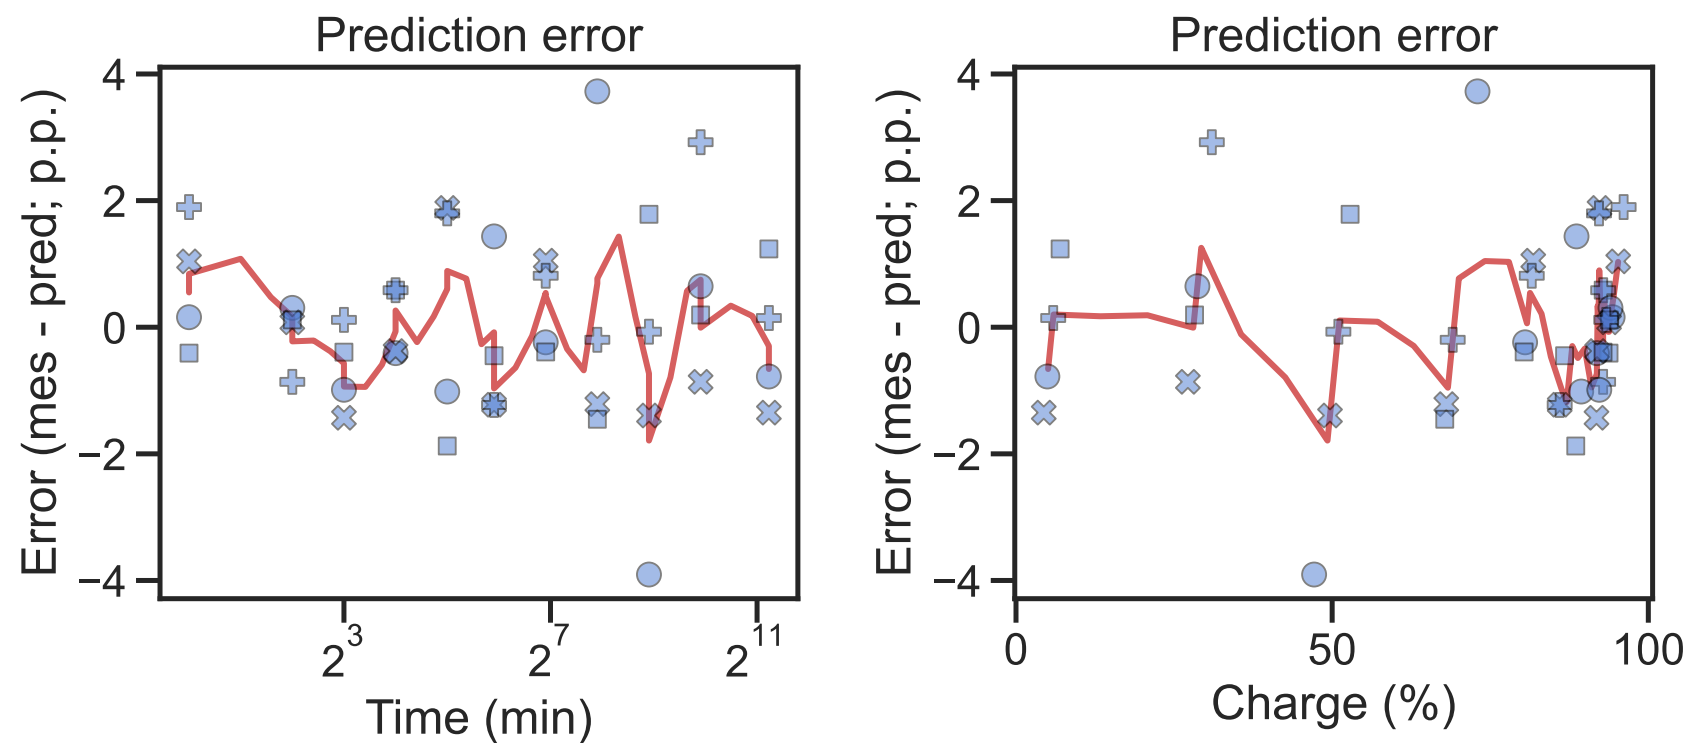 Prediction error
Error (mes - pred; p.p.)
4
2
0
−2
−4
2^3
2^7
2^11
Time (min)
Prediction error
Error (mes - pred; p.p.)
4
2
0
−2
−4
0
50
100
Charge (%)